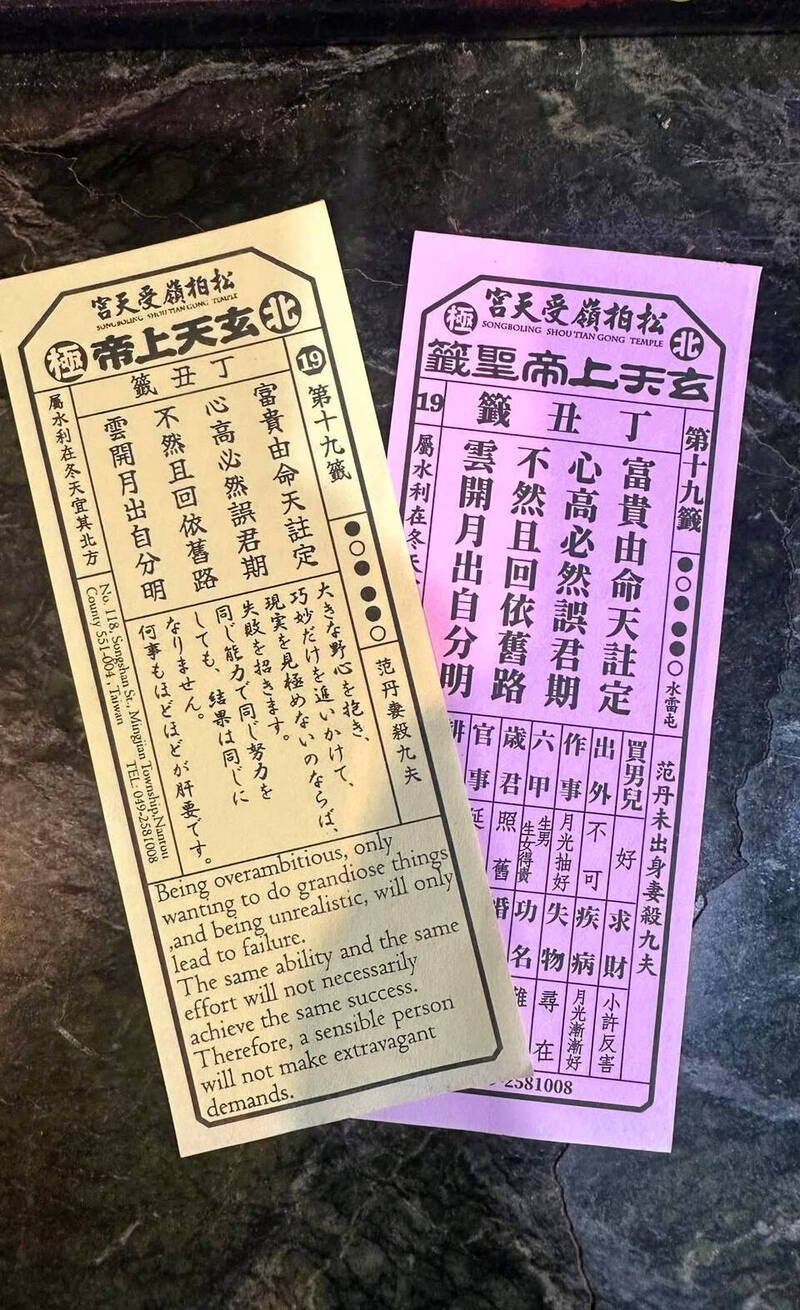 松柏嶺受天宮
SONGBOLING SHOU TIAN GONG TEMPLE
北極
玄天上帝
19
第十九籤
范丹妻殺九夫
丁丑籤
富貴由命天註定
心高必然誤君期
不然且回依舊路
雲開月出自分明
屬水利在冬天宜其北方
大きな野心を抱き、
巧妙だけを追いかけて、
現実を見極めないのならば、
失敗を招きます。
同じ能力で同じ努力を
しても、結果は同じに
なりません。
何事もほどほどが肝要です。
No. 118, Songshan St., Mingjian Township, Nantou
County 551-004, Taiwan
TEL: 049-2581008
Being overambitious, only
wanting to do grandiose things
,and being unrealistic, will only
lead to failure.
The same ability and the same
effort will not necessarily
achieve the same success.
Therefore, a sensible person
will not make extravagant
demands.
松柏嶺受天宮
SONGBOLING SHOU TIAN GONG TEMPLE
北極
玄天上帝聖籤
第十九籤
水雷屯
范丹未出身妻殺九夫
丁丑籤
19
富貴由命天註定
心高必然誤君期
不然且回依舊路
雲開月出自分明
屬水利在冬天
買男兒 好
出外 不可
作事 月光抽好
六甲 生男生女得貴
歲君 照舊
官事 延
耕
求財 小許反害
疾病 月光漸漸好
失物 尋在
功名 難
婚
2581008